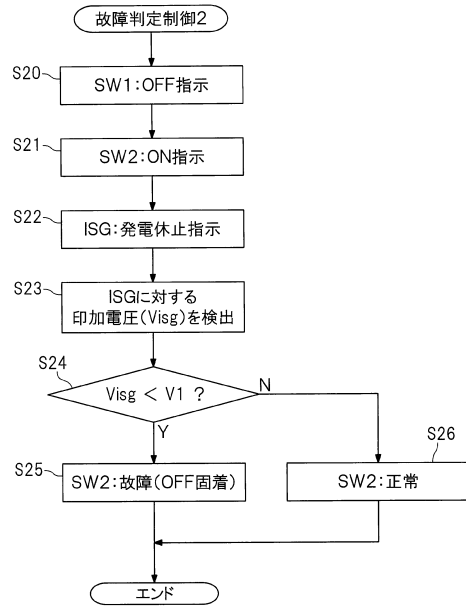 故障判定制御2
S20
SW1:OFF指示
S21
SW2:ON指示
S22
ISG:発電休止指示
S23
ISGに対する
印加電圧(Visg)を検出
S24
Visg < V1 ?
N
Y
S25
SW2:故障(OFF固着)
S26
SW2:正常
エンド